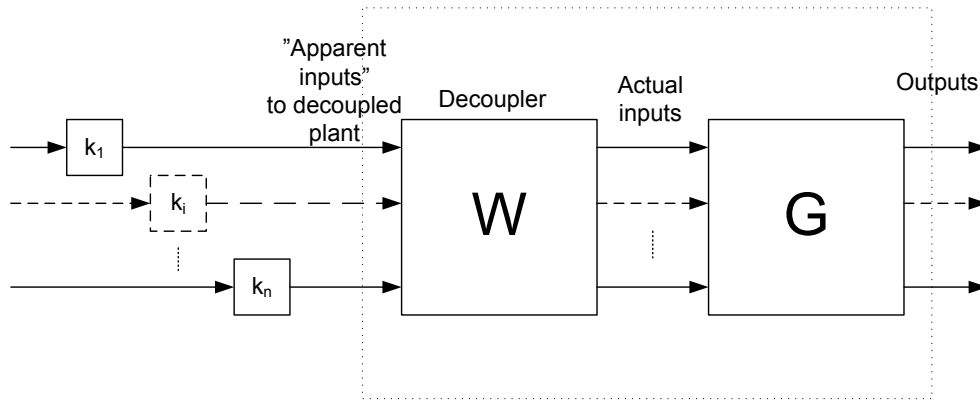 ”Apparent
inputs”
to decoupled
plant
Decoupler
Actual
inputs
Outputs
k1
ki
kn
W
G